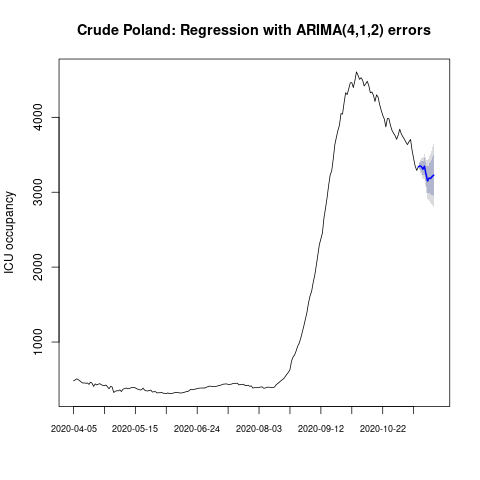 Crude Poland: Regression with ARIMA(4,1,2) errors
ICU occupancy
4000
3000
2000
1000
2020-04-05 2020-05-15 2020-06-24 2020-08-03 2020-09-12 2020-10-22